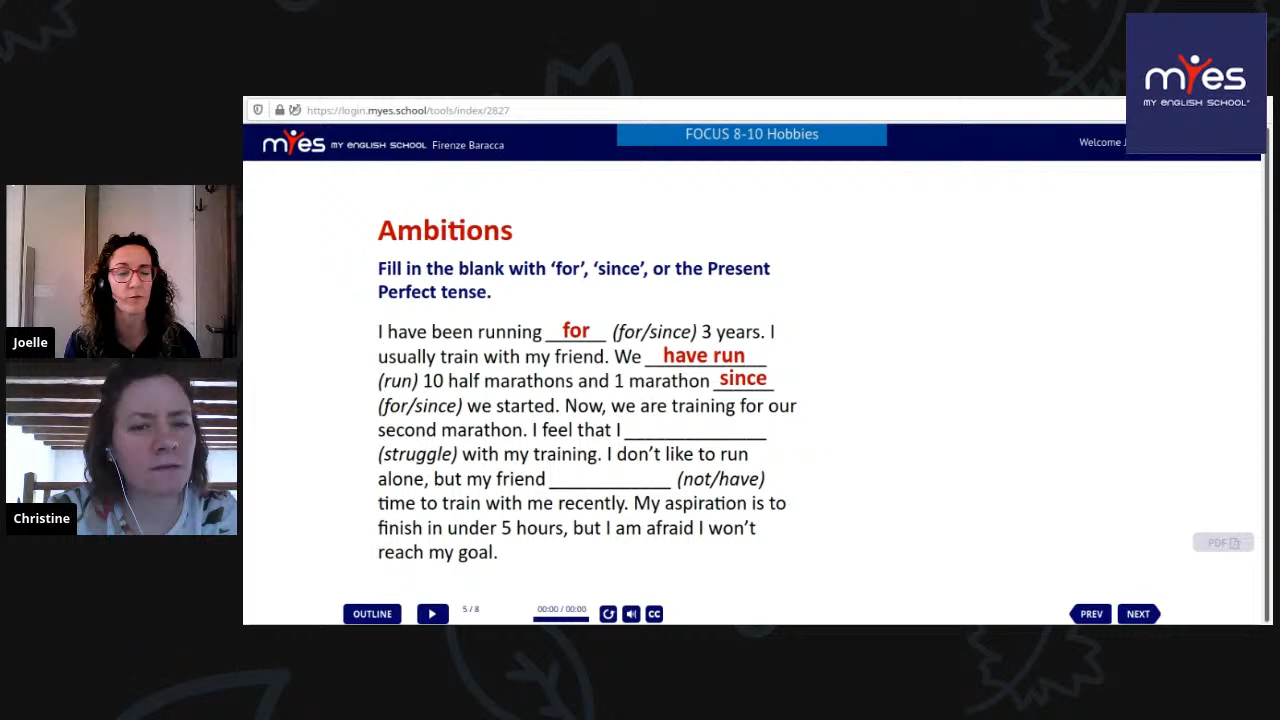 myes
MY ENGLISH SCHOOL
https://login.myes.school/tools/index/2827
myes MY ENGLISH SCHOOL Firenze Baracca
FOCUS 8-10 Hobbies
Welcome J
Ambitions
Fill in the blank with ‘for’, ‘since’, or the Present
Perfect tense.
I have been running for (for/since) 3 years. I
usually train with my friend. We have run
(run) 10 half marathons and 1 marathon since
(for/since) we started. Now, we are training for our
second marathon. I feel that I ______________
(struggle) with my training. I don’t like to run
alone, but my friend ____________ (not/have)
time to train with me recently. My aspiration is to
finish in under 5 hours, but I am afraid I won’t
reach my goal.
Joelle
Christine
PDF
OUTLINE
5 / 8
00:00 / 00:00
CC
PREV
NEXT